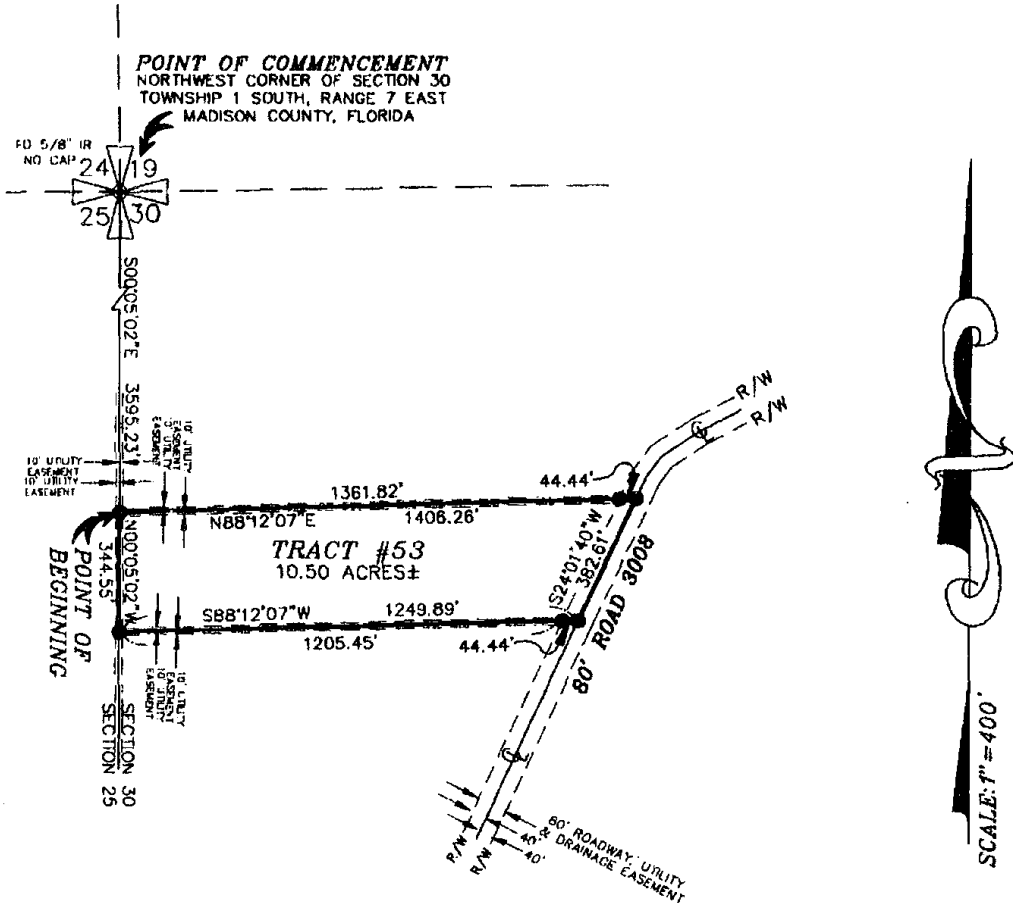 POINT OF COMMENCEMENT
NORTHWEST CORNER OF SECTION 30
TOWNSHIP 1 SOUTH, RANGE 7 EAST
MADISON COUNTY, FLORIDA
FD 5/8" IR
NO CAP
24 19
25 30
S00°05'02"E 3595.23'
10' UTILITY
EASEMENT
10' UTILITY
EASEMENT
10' UTILITY
EASEMENT
10' UTILITY
EASEMENT
R/W
R/W
1361.82'
44.44'
N88°12'07"E
1406.26'
S24°01'40"W
382.61'
80' ROAD 3008
TRACT #53
10.50 ACRES±
N00°05'02"W
344.55'
POINT OF
BEGINNING
S88°12'07"W
1249.89'
1205.45'
44.44'
10' UTILITY
EASEMENT
10' UTILITY
EASEMENT
SECTION 30
SECTION 25
80' ROADWAY, UTILITY
& DRAINAGE EASEMENT
40'
40'
R/W
R/W
SCALE: 1"=400'